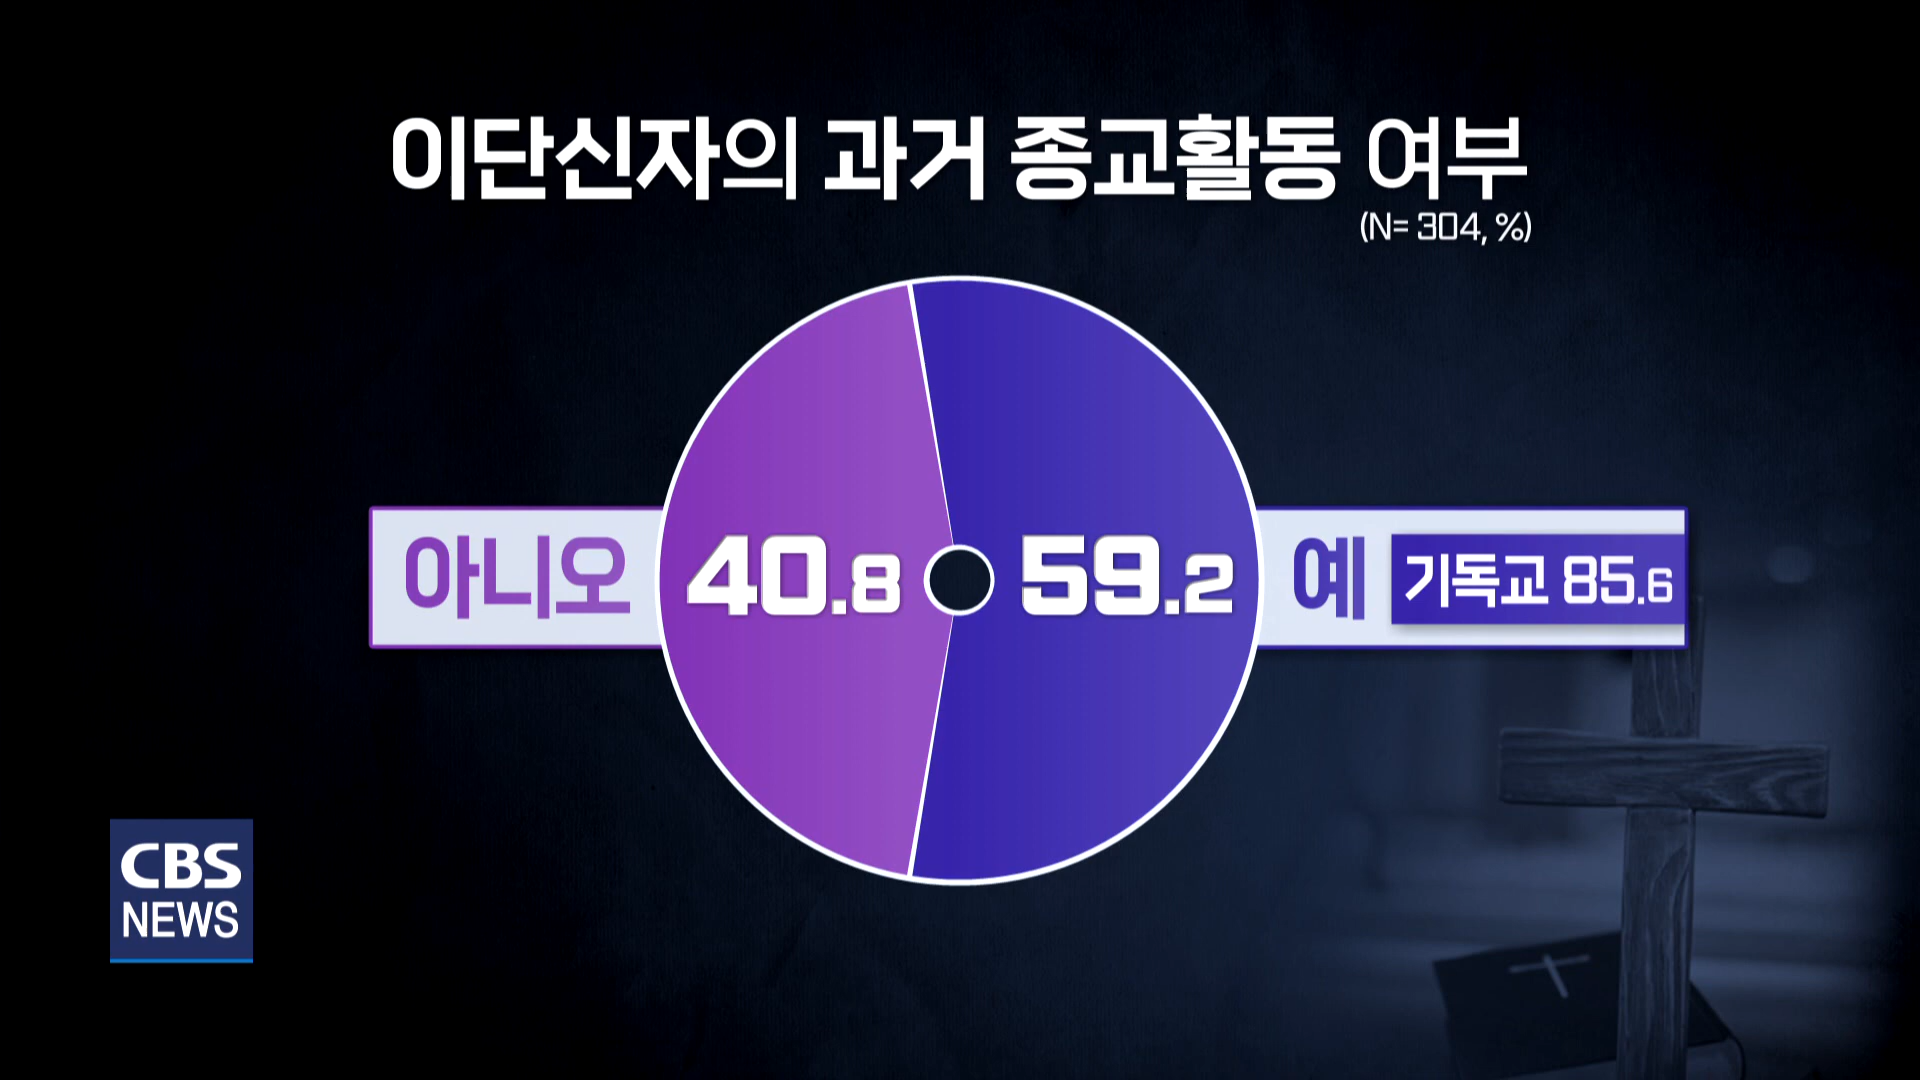 이단신자의 과거 종교활동 여부
(N= 304, %)
아니오 40.8 59.2 예 기독교 85.6
CBS
NEWS